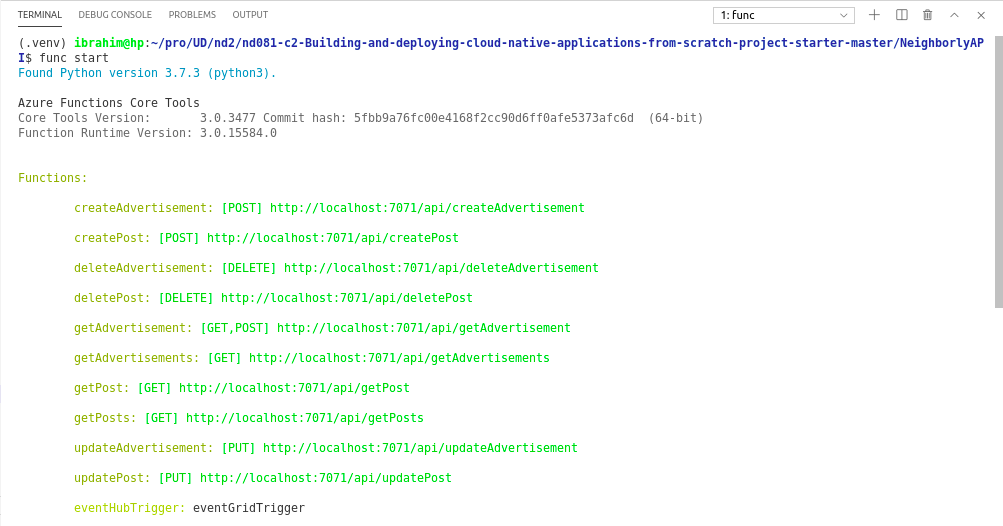 TERMINAL DEBUG CONSOLE PROBLEMS OUTPUT 1: func
(.venv) ibrahim@hp:~/pro/UD/nd2/nd081-c2-Building-and-deploying-cloud-native-applications-from-scratch-project-starter-master/NeighborlyAP
I$ func start
Found Python version 3.7.3 (python3).
Azure Functions Core Tools
Core Tools Version:       3.0.3477 Commit hash: 5fbb9a76fc00e4168f2cc90d6ff0afe5373afc6d  (64-bit)
Function Runtime Version: 3.0.15584.0
Functions:
createAdvertisement: [POST] http://localhost:7071/api/createAdvertisement
createPost: [POST] http://localhost:7071/api/createPost
deleteAdvertisement: [DELETE] http://localhost:7071/api/deleteAdvertisement
deletePost: [DELETE] http://localhost:7071/api/deletePost
getAdvertisement: [GET,POST] http://localhost:7071/api/getAdvertisement
getAdvertisements: [GET] http://localhost:7071/api/getAdvertisements
getPost: [GET] http://localhost:7071/api/getPost
getPosts: [GET] http://localhost:7071/api/getPosts
updateAdvertisement: [PUT] http://localhost:7071/api/updateAdvertisement
updatePost: [PUT] http://localhost:7071/api/updatePost
eventHubTrigger: eventGridTrigger